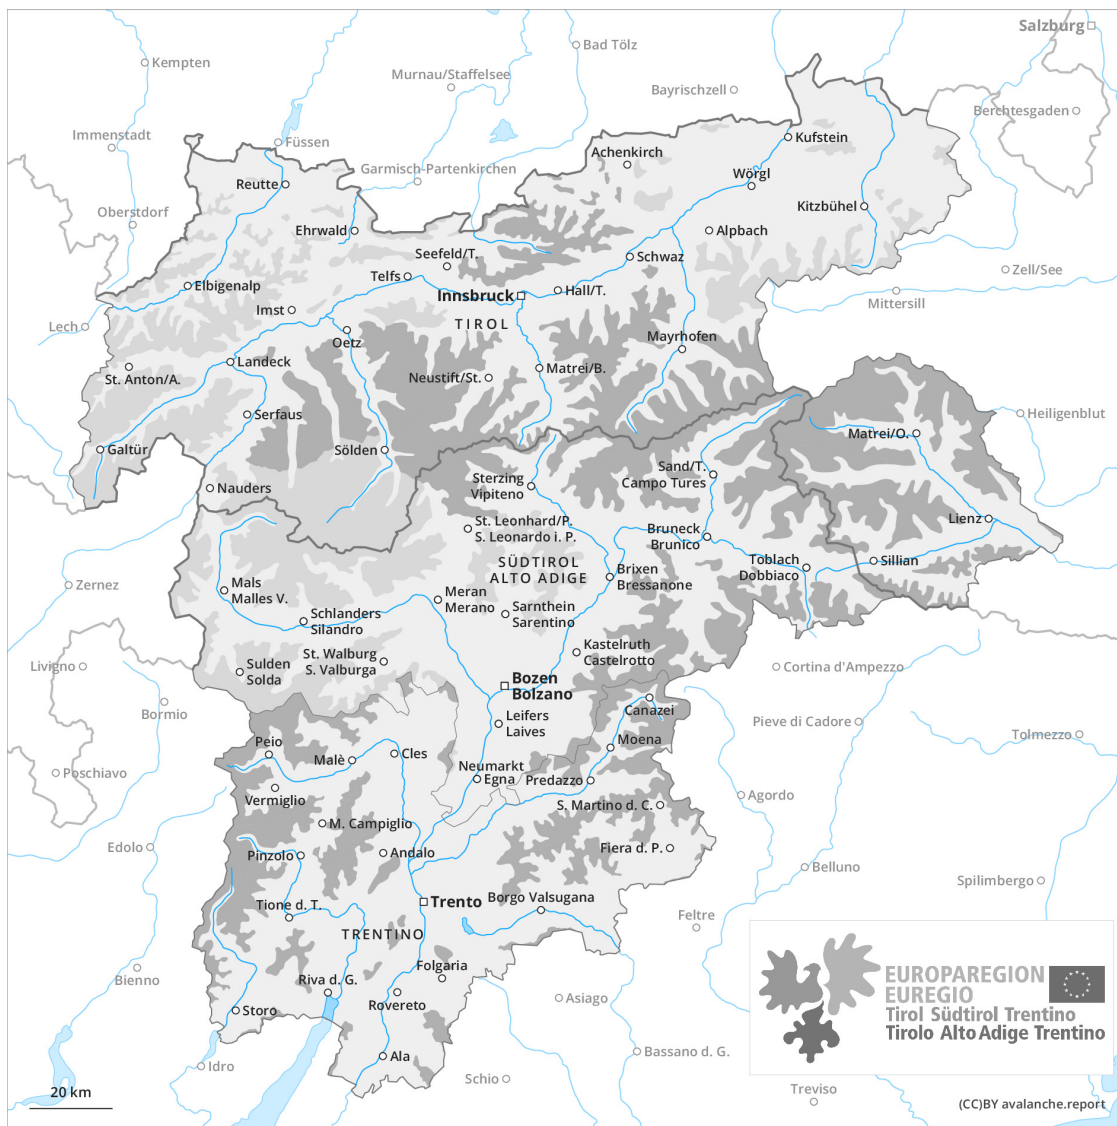 Salzburg
Bad Tölz
Kempten
Murnau/Staffelsee
Bayrischzell
Berchtesgaden
Immenstadt
Füssen
Kufstein
Achenkirch
Garmisch-Partenkirchen
Wörgl
Reutte
Oberstdorf
Kitzbühel
Ehrwald
Alpbach
Seefeld/T.
Schwaz
Zell/See
Telfs
Elbigenalp
Innsbruck
Hall/T.
Mittersill
Imst
Lech
TIROL
Oetz
Mayrhofen
Landeck
Matrei/B.
St. Anton/A.
Neustift/St.
Serfaus
Heiligenblut
Matrei/O.
Galtür
Sölden
Sand/T.
Campo Tures
Sterzing
Vipiteno
Nauders
Lienz
St. Leonhard/P.
S. Leonardo i. P.
Bruneck
Brunico
SÜDTIROL
ALTO ADIGE
Toblach
Dobbiaco
Sillian
Brixen
Bressanone
Zernez
Mals
Malles V.
Meran
Merano
Schlanders
Silandro
Sarnthein
Sarentino
Kastelruth
Castelrotto
St. Walburg
S. Valburga
Livigno
Sulden
Solda
Cortina d'Ampezzo
Bozen
Bolzano
Bormio
Canazei
Leifers
Laives
Pieve di Cadore
Tolmezzo
Peio
Moena
Malè
Cles
Poschiavo
Neumarkt
Egna
Predazzo
Vermiglio
Agordo
S. Martino d. C.
M. Campiglio
Edolo
Pinzolo
Andalo
Fiera d. P.
Belluno
Spilimbergo
Tione d. T.
Trento
Borgo Valsugana
Feltre
TRENTINO
Folgaria
Bienno
Riva d. G.
Rovereto
Asiago
Storo
Ala
Bassano d. G.
Idro
Schio
Treviso
EUROPAREGION
EUREGIO
Tirol Südtirol Trentino
Tirolo Alto Adige Trentino
20 km
(CC)BY avalanche.report